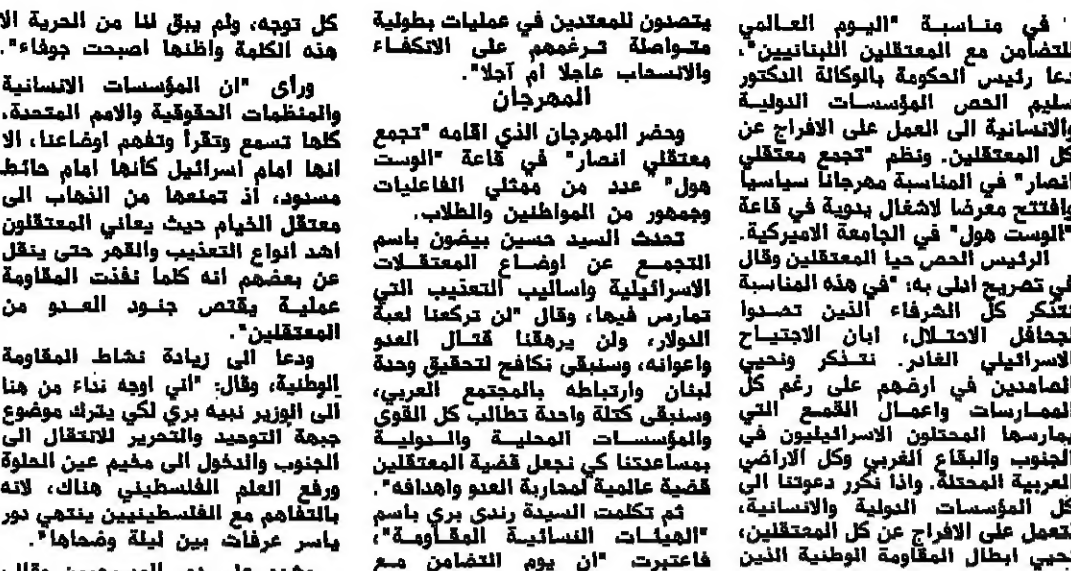 في مناسبة "اليوم العالمي
للتضامن مع المعتقلين اللبنانيين"،
دعا رئيس الحكومة بالوكالة الدكتور
سليم الحص المؤسسات الدولية
والانسانية الى العمل على الافراج عن
كل المعتقلين. ونظم "تجمع معتقلي
انصار" في المناسبة مهرجانا سياسيا
وافتتح معرضا لاشغال يدوية في قاعة
"الوست هول" في الجامعة الاميركية.
الرئيس الحص حيا المعتقلين وقال
في تصريح ادلى به: "في هذه المناسبة
نتذكر كل الشرفاء الذين تصدوا
لجحافل الاحتلال، ابان الاجتياح
الاسرائيلي الغادر. نتذكر ونحيي
الصامدين في ارضهم على رغم كل
الممارسات واعمال القمع التي
يمارسها المحتلون الاسرائيليون في
الجنوب والبقاع الغربي وكل الاراضي
العربية المحتلة. واذا نكرر دعوتنا الى
كل المؤسسات الدولية والانسانية،
لتعمل على الافراج عن كل المعتقلين،
نحيي ابطال المقاومة الوطنية الذين
يتصدون للمعتدين في عمليات بطولية
متواصلة ترغمهم على الانكفاء
والانسحاب عاجلا ام آجلا".
المهرجان
وحضر المهرجان الذي اقامه "تجمع
معتقلي انصار" في قاعة "الوست
هول" عدد من ممثلي الفاعليات
وجمهور من المواطنين والطلاب.
تحدث السيد حسين بيضون باسم
التجمع عن اوضاع المعتقلات
الاسرائيلية واساليب التعذيب التي
تمارس فيها، وقال "لن تركعنا لعبة
الدولار، ولن يرهقنا قتال العدو
واعوانه، وسنبقى نكافح لتحقيق وحدة
لبنان وارتباطه بالمجتمع العربي،
وسنبقى كتلة واحدة تطالب كل القوى
والمؤسسات المحلية والدولية
بمساعدتنا كي نجعل قضية المعتقلين
قضية عالمية لمحاربة العدو واهدافه".
ثم تكلمت السيدة رندى بري باسم
"الهيئات النسائية المقاومة"،
فاعتبرت "ان يوم التضامن مع
كل توجه، ولم يبق لنا من الحرية الا
هذه الكلمة واظنها اصبحت جوفاء".
ورأى "ان المؤسسات الانسانية
والمنظمات الحقوقية والامم المتحدة،
كلها تسمع وتقرأ وتفهم اوضاعنا، الا
انها امام اسرائيل كأنها امام حائط
مسدود، اذ تمنعها من الذهاب الى
معتقل الخيام حيث يعاني المعتقلون
اشد انواع التعذيب والقهر حتى ينقل
عن بعضهم انه كلما نفذت المقاومة
عملية يقتص جنود العدو من
المعتقلين".
ودعا الى زيادة نشاط المقاومة
الوطنية، وقال: "اني اوجه نداء من هنا
الى الوزير نبيه بري لكي يترك موضوع
جبهة التوحيد والتحرير للانتقال الى
الجنوب والدخول الى مخيم عين الحلوة
ورفع العلم الفلسطيني هناك، لانه
بالتفاهم مع الفلسطينيين ينتهي دور
ياسر عرفات بين ليلة وضحاها".